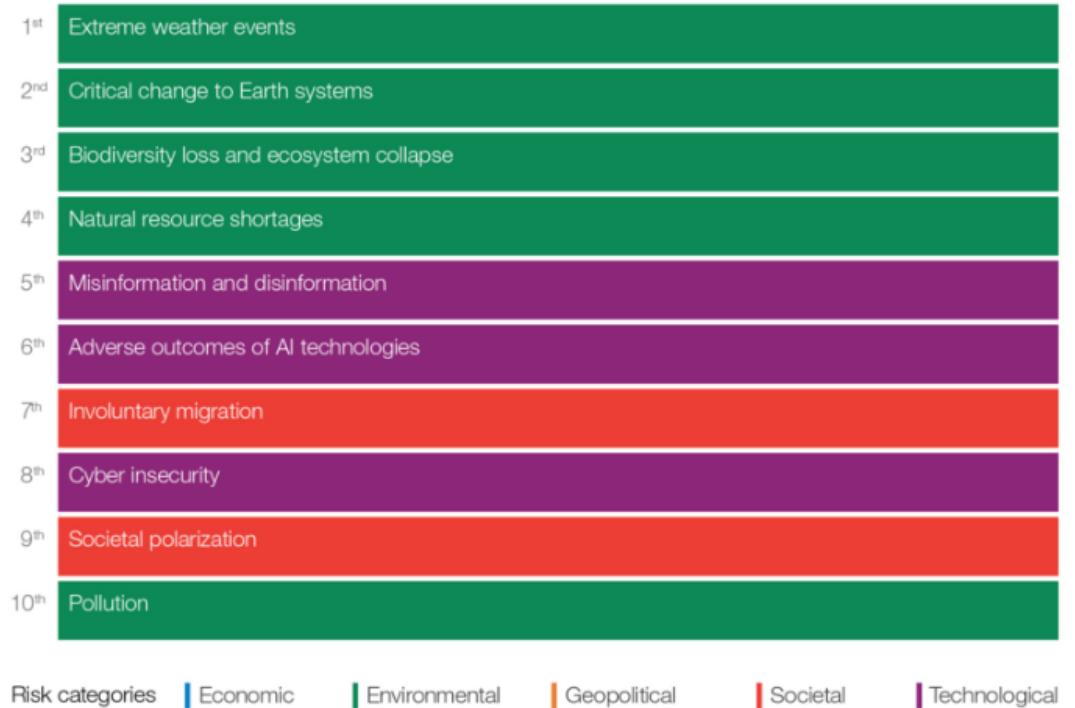 1st Extreme weather events
2nd Critical change to Earth systems
3rd Biodiversity loss and ecosystem collapse
4th Natural resource shortages
5th Misinformation and disinformation
6th Adverse outcomes of AI technologies
7th Involuntary migration
8th Cyber insecurity
9th Societal polarization
10th Pollution
Risk categories Economic Environmental Geopolitical Societal Technological